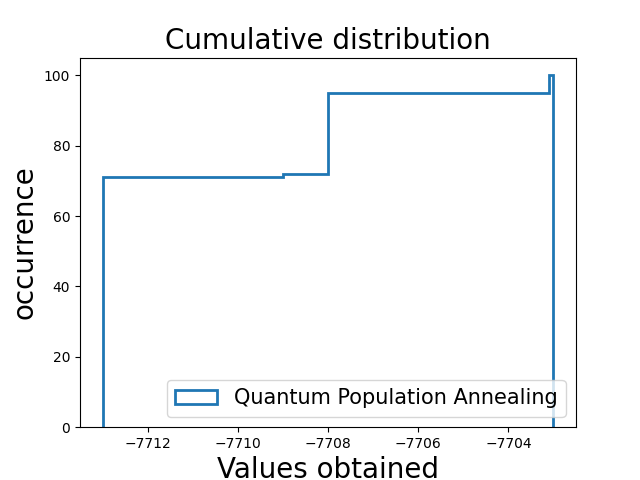 Cumulative distribution
100
80
60
40
20
0
occurrence
−7712
−7710
−7708
−7706
−7704
Values obtained
Quantum Population Annealing